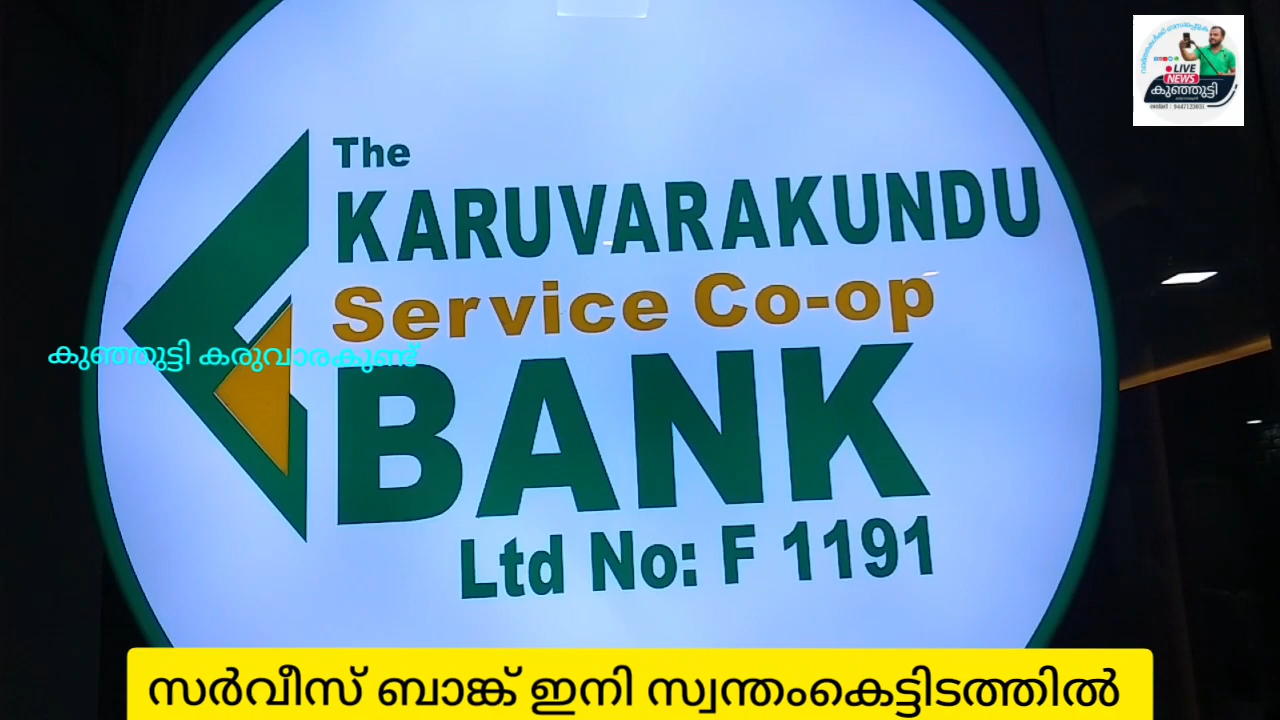 The
KARUVARAKUNDU
Service Co-op
BANK
Ltd No: F 1191
കുഞ്ഞുട്ടി കരുവാരകുണ്ട്
LIVE
NEWS
കുഞ്ഞുട്ടി
സർവീസ് ബാങ്ക് ഇനി സ്വന്തംകെട്ടിടത്തിൽ